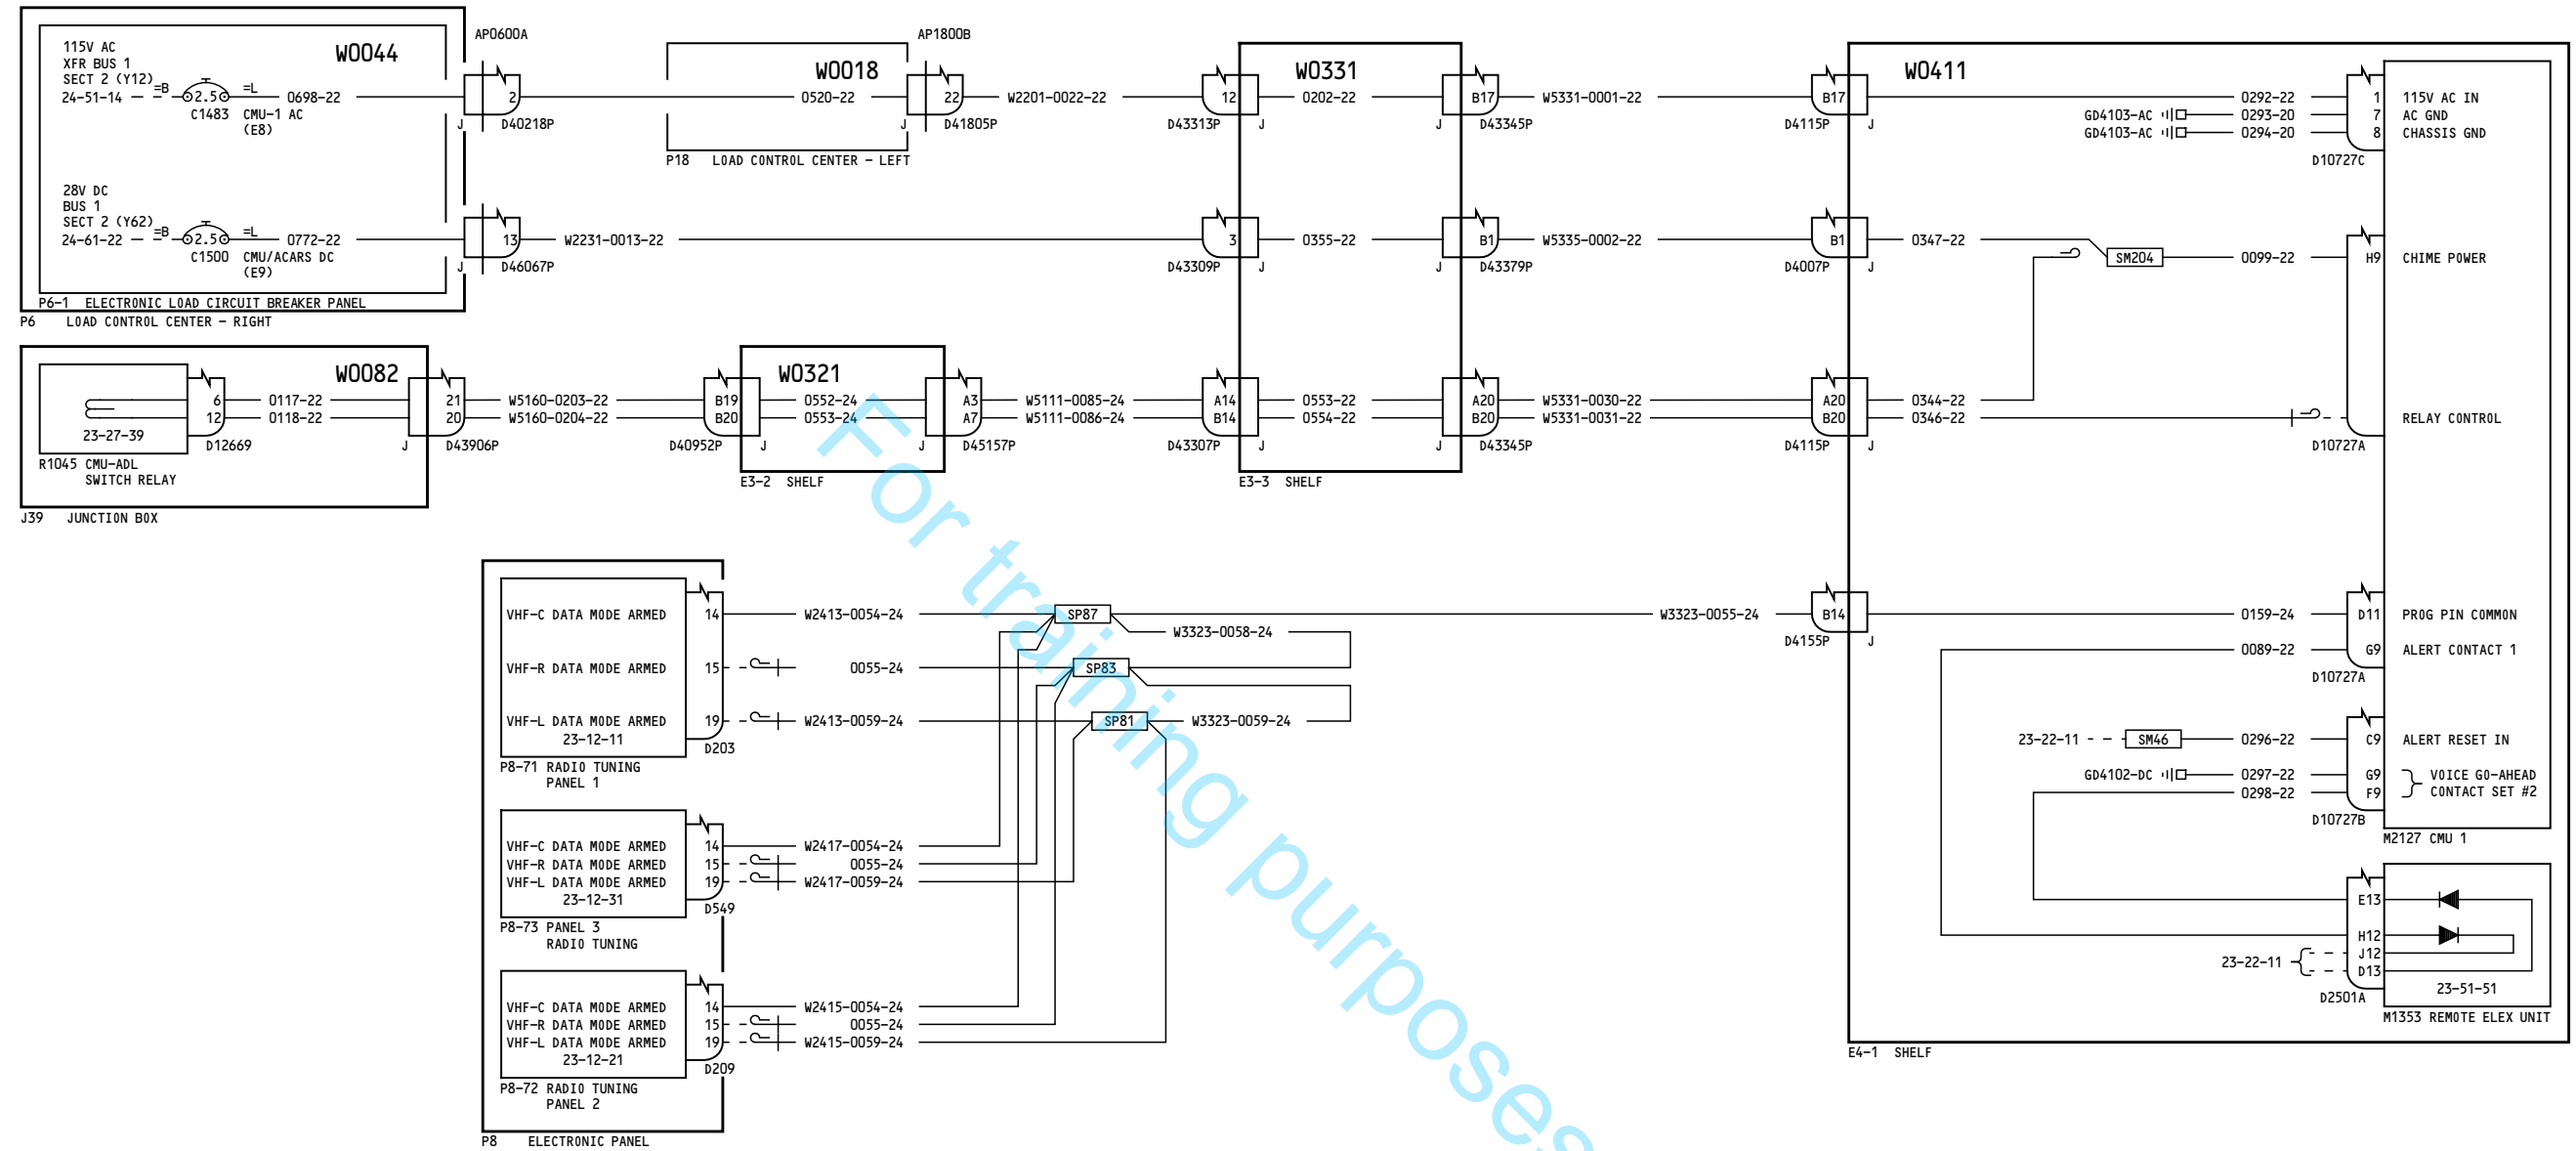 115V AC
XFR BUS 1
SECT 2 (Y12)
24-51-14
=B
2.5
=L
0698-22
C1483
CMU-1 AC
(E8)
W0044
28V DC
BUS 1
SECT 2 (Y62)
24-61-22
=B
2.5
=L
0772-22
C1500
CMU/ACARS DC
(E9)
P6-1 ELECTRONIC LOAD CIRCUIT BREAKER PANEL
P6 LOAD CONTROL CENTER - RIGHT
AP0600A
2
J D40218P
13
J D46067P
W2231-0013-22
W0018
0520-22
P18 LOAD CONTROL CENTER - LEFT
AP1800B
22
J D41805P
W2201-0022-22
12
D43313P J
3
D43309P J
W0331
0202-22
0355-22
B17
J D43345P
W5331-0001-22
B1
J D43379P
W5335-0002-22
B17
D4115P J
B1
D4007P J
W0411
0292-22 1 115V AC IN
GD4103-AC 0293-20 7 AC GND
GD4103-AC 0294-20 8 CHASSIS GND
D10727C
0347-22
SM204
0099-22 H9 CHIME POWER
W0082
6 0117-22 21 W5160-0203-22 B19
12 0118-22 20 W5160-0204-22 B20
23-27-39
D12669
J D43906P
D40952P J
R1045 CMU-ADL
SWITCH RELAY
J39 JUNCTION BOX
W0321
0552-24 A3 W5111-0085-24 A14 0553-22 A20 W5331-0030-22 A20 0344-22
0553-24 A7 W5111-0086-24 B14 0554-22 B20 W5331-0031-22 B20 0346-22 RELAY CONTROL
J D45157P
D43307P J
J D43345P
D4115P J
D10727A
E3-2 SHELF
E3-3 SHELF
VHF-C DATA MODE ARMED 14 W2413-0054-24 SP87 W3323-0055-24 B14 0159-24 D11 PROG PIN COMMON
W3323-0058-24
D4155P J
0089-22 G9 ALERT CONTACT 1
VHF-R DATA MODE ARMED 15 0055-24 SP83
D10727A
VHF-L DATA MODE ARMED 19 W2413-0059-24 SP81 W3323-0059-24
23-12-11
D203
P8-71 RADIO TUNING
PANEL 1
23-22-11 SM46 0296-22 C9 ALERT RESET IN
GD4102-DC 0297-22 G9 VOICE GO-AHEAD
0298-22 F9 CONTACT SET #2
D10727B
M2127 CMU 1
VHF-C DATA MODE ARMED 14 W2417-0054-24
VHF-R DATA MODE ARMED 15 0055-24
VHF-L DATA MODE ARMED 19 W2417-0059-24
23-12-31
D549
P8-73 PANEL 3
RADIO TUNING
E13
H12
J12
D13
23-22-11
23-51-51
D2501A
M1353 REMOTE ELEX UNIT
VHF-C DATA MODE ARMED 14 W2415-0054-24
VHF-R DATA MODE ARMED 15 0055-24
VHF-L DATA MODE ARMED 19 W2415-0059-24
23-12-21
D209
P8-72 RADIO TUNING
PANEL 2
E4-1 SHELF
P8 ELECTRONIC PANEL
For training purposes